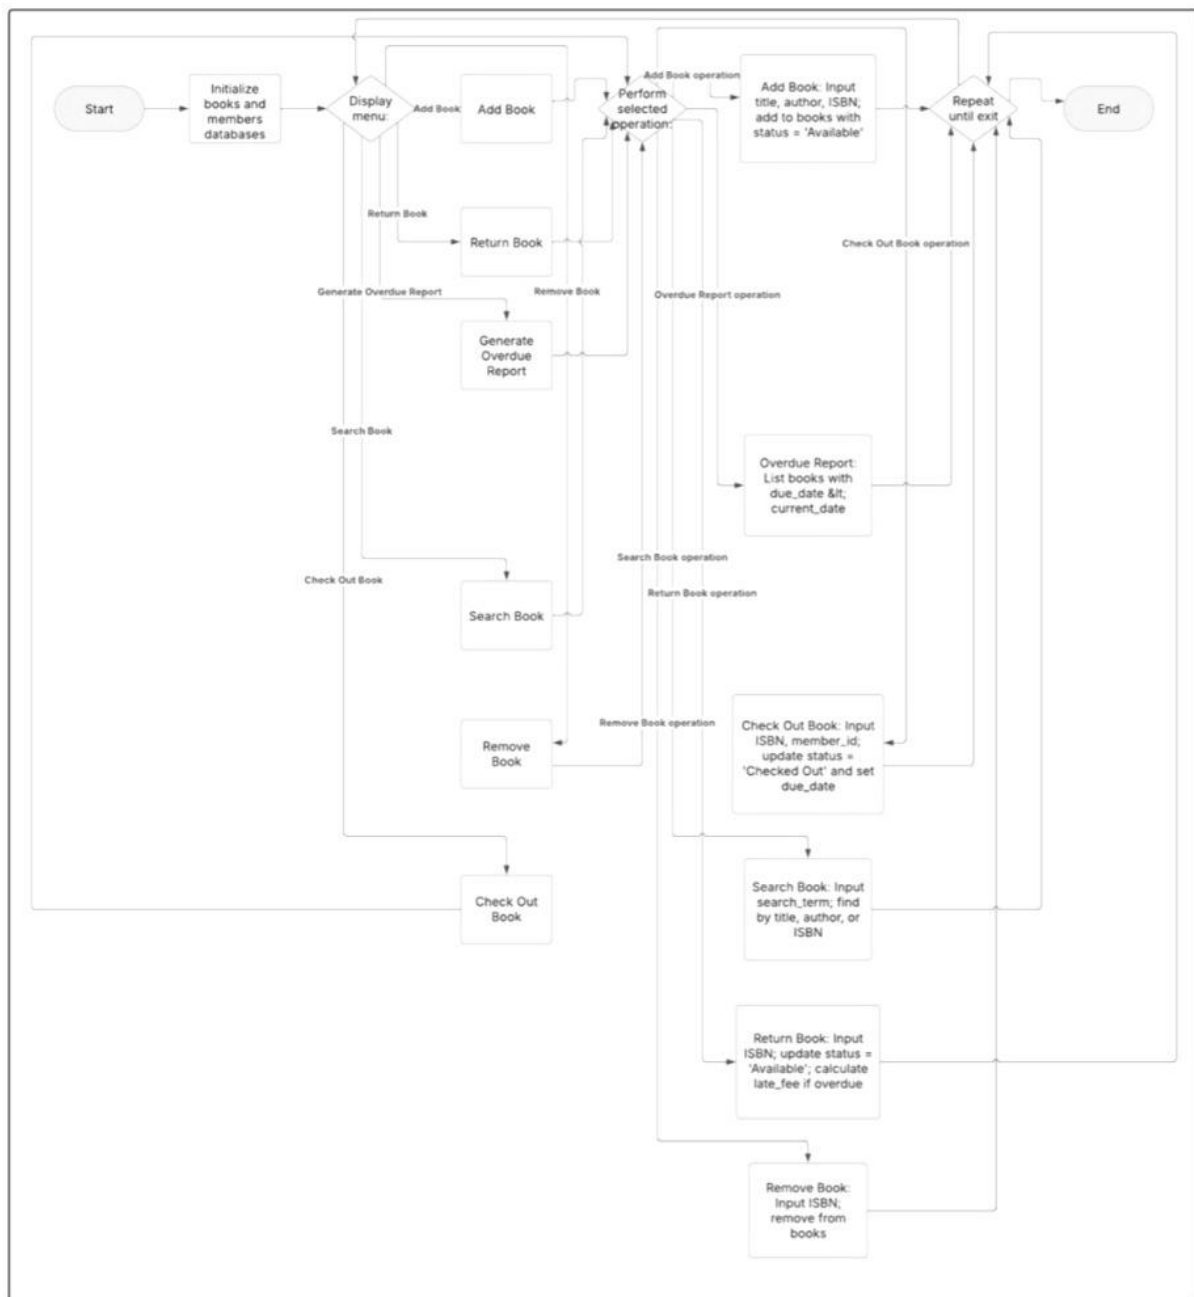 Start
Initialize
books and
members
databases
Display
menu:
Add Book
Add Book
Perform
selected
operation:
Add Book operation
Add Book: Input
title, author, ISBN;
add to books with
status = 'Available'
Repeat
until exit
End
Return Book
Return Book
Check Out Book operation
Generate Overdue Report
Remove Book
Overdue Report operation
Generate
Overdue
Report
Search Book
Overdue Report:
List books with
due_date &lt;
current_date
Search Book operation
Check Out Book
Return Book operation
Search Book
Remove Book operation
Remove
Book
Check Out Book: Input
ISBN, member_id;
update status =
'Checked Out' and set
due_date
Check Out
Book
Search Book: Input
search_term; find
by title, author, or
ISBN
Return Book: Input
ISBN; update status =
'Available'; calculate
late_fee if overdue
Remove Book:
Input ISBN;
remove from
books